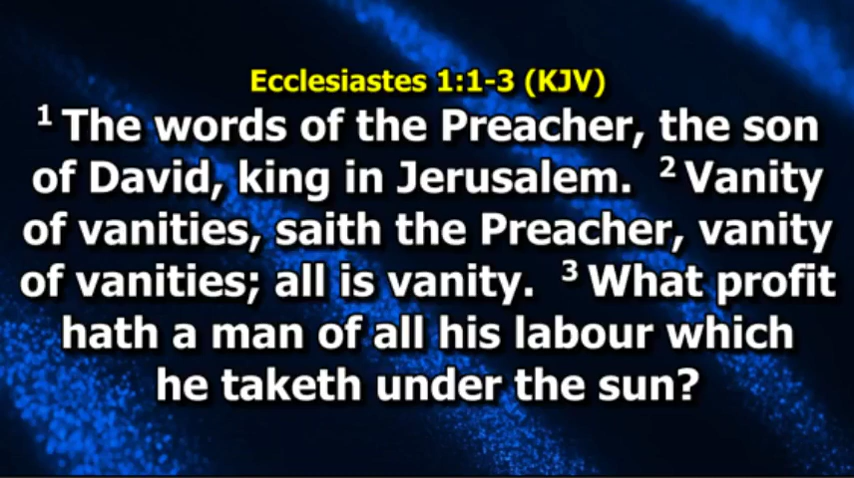 Ecclesiastes 1:1-3 (KJV)
1 The words of the Preacher, the son
of David, king in Jerusalem. 2 Vanity
of vanities, saith the Preacher, vanity
of vanities; all is vanity. 3 What profit
hath a man of all his labour which
he taketh under the sun?